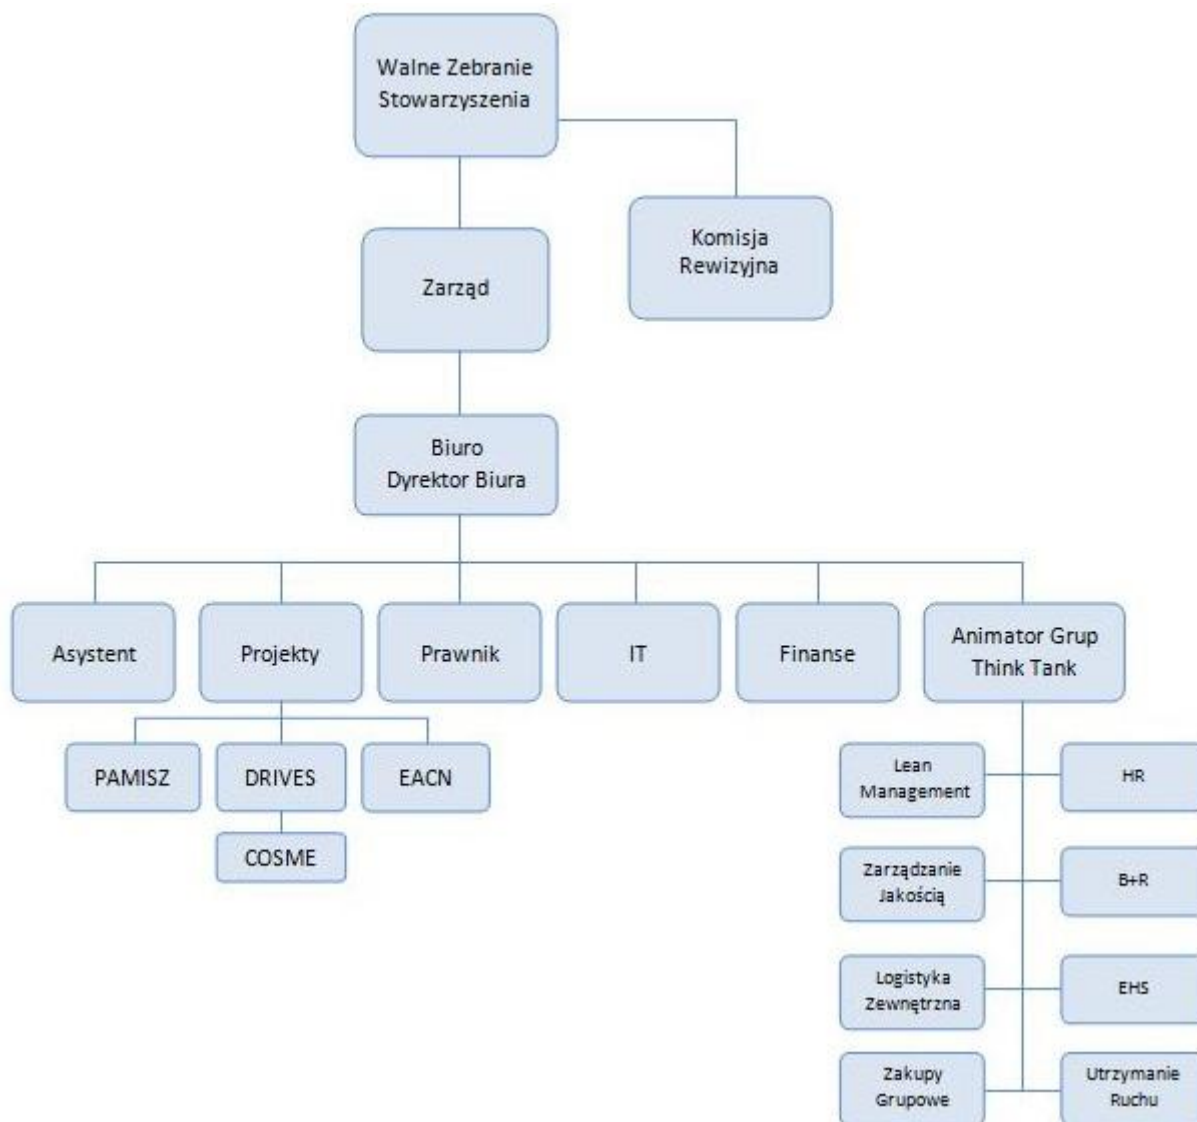 Walne Zebranie
Stowarzyszenia
Komisja
Rewizyjna
Zarząd
Biuro
Dyrektor Biura
Asystent
Projekty
Prawnik
IT
Finanse
Animator Grup
Think Tank
PAMISZ
DRIVES
EACN
COSME
Lean
Management
HR
Zarządzanie
Jakością
B+R
Logistyka
Zewnętrzna
EHS
Zakupy
Grupowe
Utrzymanie
Ruchu